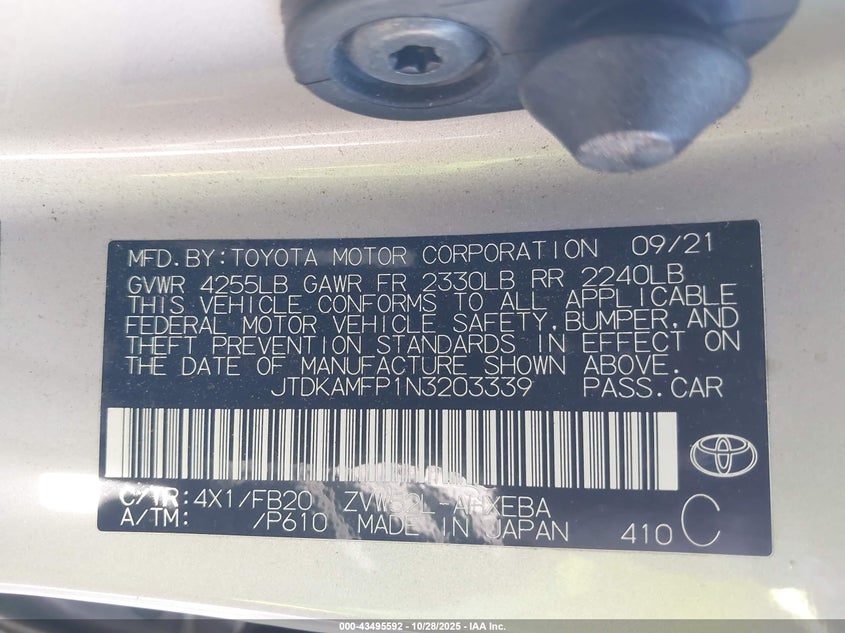 MFD.BY:TOYOTA MOTOR CORPORATION 09/21
GVWR 4255LB GAWR FR 2330LB RR 2240LB
THIS VEHICLE CONFORMS TO ALL APPLICABLE
FEDERAL MOTOR VEHICLE SAFETY,BUMPER,AND
THEFT PREVENTION STANDARDS IN EFFECT ON
THE DATE OF MANUFACTURE SHOWN ABOVE.
JTDKAMFP1N3203339 PASS.CAR
C/TR:4X1/FB20 ZVW52L-AHXEBA
A/TM: /P610 MADE IN JAPAN 410 C
000-43495592 | 10/28/2025 - IAA Inc.